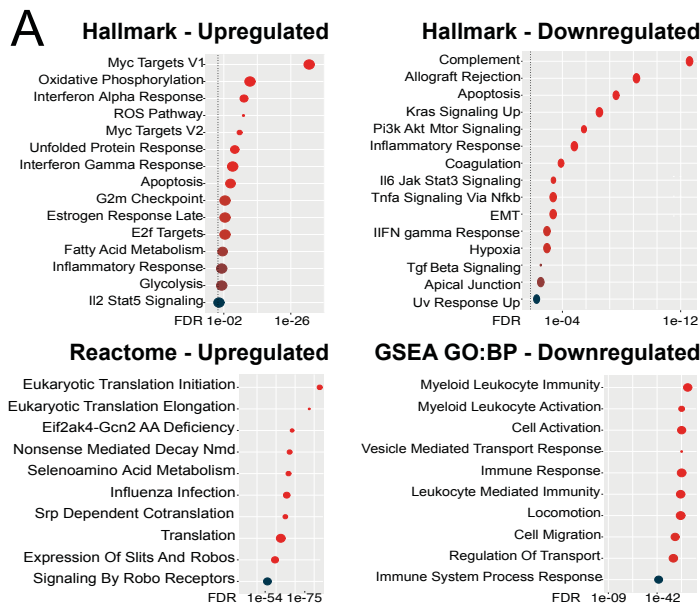 A
Hallmark - Upregulated
Myc Targets V1
Oxidative Phosphorylation
Interferon Alpha Response
ROS Pathway
Myc Targets V2
Unfolded Protein Response
Interferon Gamma Response
Apoptosis
G2m Checkpoint
Estrogen Response Late
E2f Targets
Fatty Acid Metabolism
Inflammatory Response
Glycolysis
Il2 Stat5 Signaling
FDR 1e-02 1e-26
Hallmark - Downregulated
Complement
Allograft Rejection
Apoptosis
Kras Signaling Up
Pi3k Akt Mtor Signaling
Inflammatory Response
Coagulation
Il6 Jak Stat3 Signaling
Tnfa Signaling Via Nfkb
EMT
IIFN gamma Response
Hypoxia
Tgf Beta Signaling
Apical Junction
Uv Response Up
FDR 1e-04 1e-12
Reactome - Upregulated
Eukaryotic Translation Initiation
Eukaryotic Translation Elongation
Eif2ak4-Gcn2 AA Deficiency
Nonsense Mediated Decay Nmd
Selenoamino Acid Metabolism
Influenza Infection
Srp Dependent Cotranslation
Translation
Expression Of Slits And Robos
Signaling By Robo Receptors
FDR 1e-54 1e-75
GSEA GO:BP - Downregulated
Myeloid Leukocyte Immunity
Myeloid Leukocyte Activation
Cell Activation
Vesicle Mediated Transport Response
Immune Response
Leukocyte Mediated Immunity
Locomotion
Cell Migration
Regulation Of Transport
Immune System Process Response
FDR 1e-09 1e-42